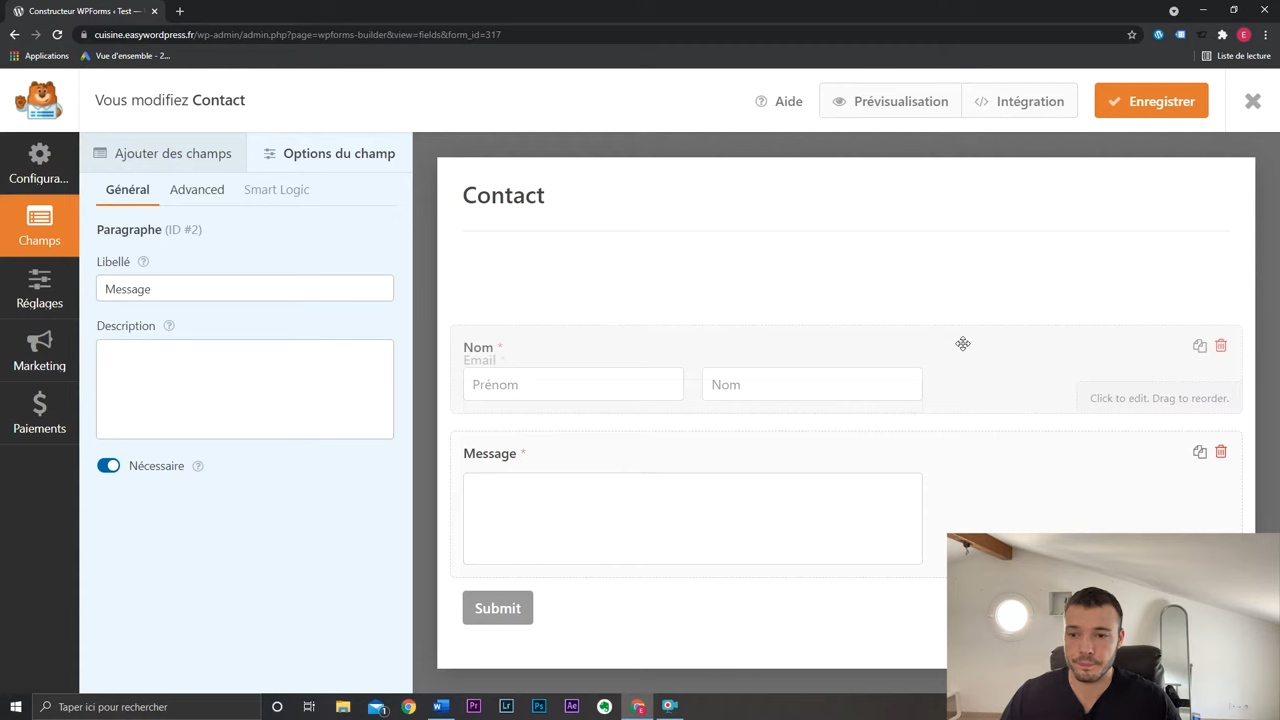 Constructeur WPForms ‹ Test —
cuisine.easywordpress.fr/wp-admin/admin.php?page=wpforms-builder&view=fields&form_id=317
Applications
Vue d'ensemble - 2...
Liste de lecture
Vous modifiez Contact
Aide
Prévisualisation
Intégration
Enregistrer
Configura...
Champs
Réglages
Marketing
Paiements
Ajouter des champs
Options du champ
Général
Advanced
Smart Logic
Paragraphe (ID #2)
Libellé
Message
Description
Nécessaire
Contact
Nom *
Email *
Prénom
Nom
Click to edit. Drag to reorder.
Message *
Submit
Taper ici pour rechercher